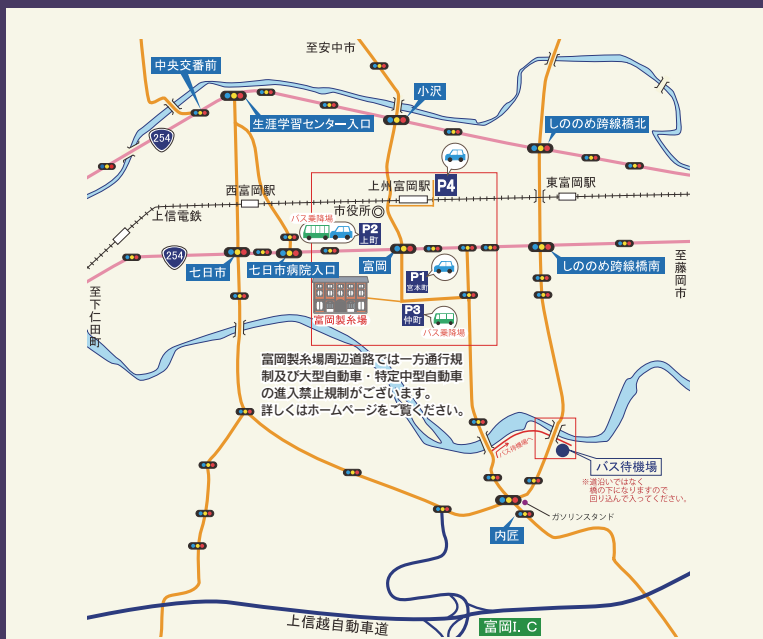 至安中市
中央交番前
小沢
生涯学習センター入口
しののめ跨線橋北
254
P4
西富岡駅
上州富岡駅
東富岡駅
市役所◎
上信電鉄
バス乗降場
P2
上町
254
七日市
七日市病院入口
富岡
しののめ跨線橋南
至藤岡市
P1
宮本町
至下仁田町
P3
仲町
富岡製糸場
バス乗降場
富岡製糸場周辺道路では一方通行規
制及び大型自動車・特定中型自動車
の進入禁止規制がございます。
詳しくはホームページをご覧ください。
バス待機場へ
バス待機場
※道沿いではなく
橋の下になりますので
回り込んで入ってください。
ガソリンスタンド
内匠
上信越自動車道
富岡I. C